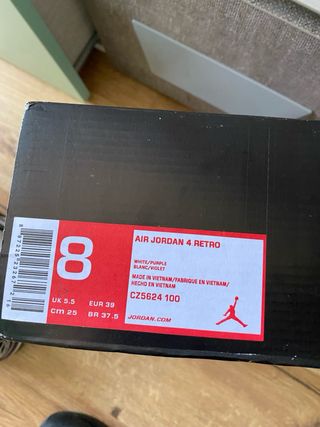 8
UK 5.5 EUR 39
Cm 25 BR 37.5
AIR JORDAN 4 RETRO
WHITE/PURPLE
BLANC/VIOLET
MADE IN VIETNAM/FABRIQUE EN VIETNAM/
HECHO EN VIETNAM
CZ5624 100
JORDAN.COM